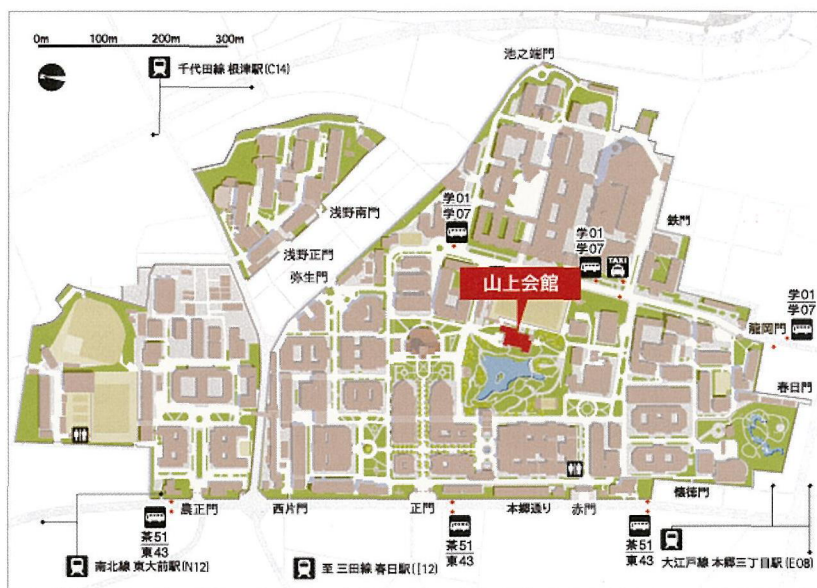 0m 100m 200m 300m
千代田線 根津駅(C14)
池之端門
浅野南門
学01
学07
鉄門
学01
学07
TAXI
浅野正門
弥生門
山上会館
学01
学07
龍岡門
春日門
懐徳門
農正門
西片門
正門
本郷通り
赤門
茶51
東43
茶51
東43
茶51
東43
南北線 東大前駅(N12)
至 三田線 春日駅(I12)
大江戸線 本郷三丁目駅(E08)